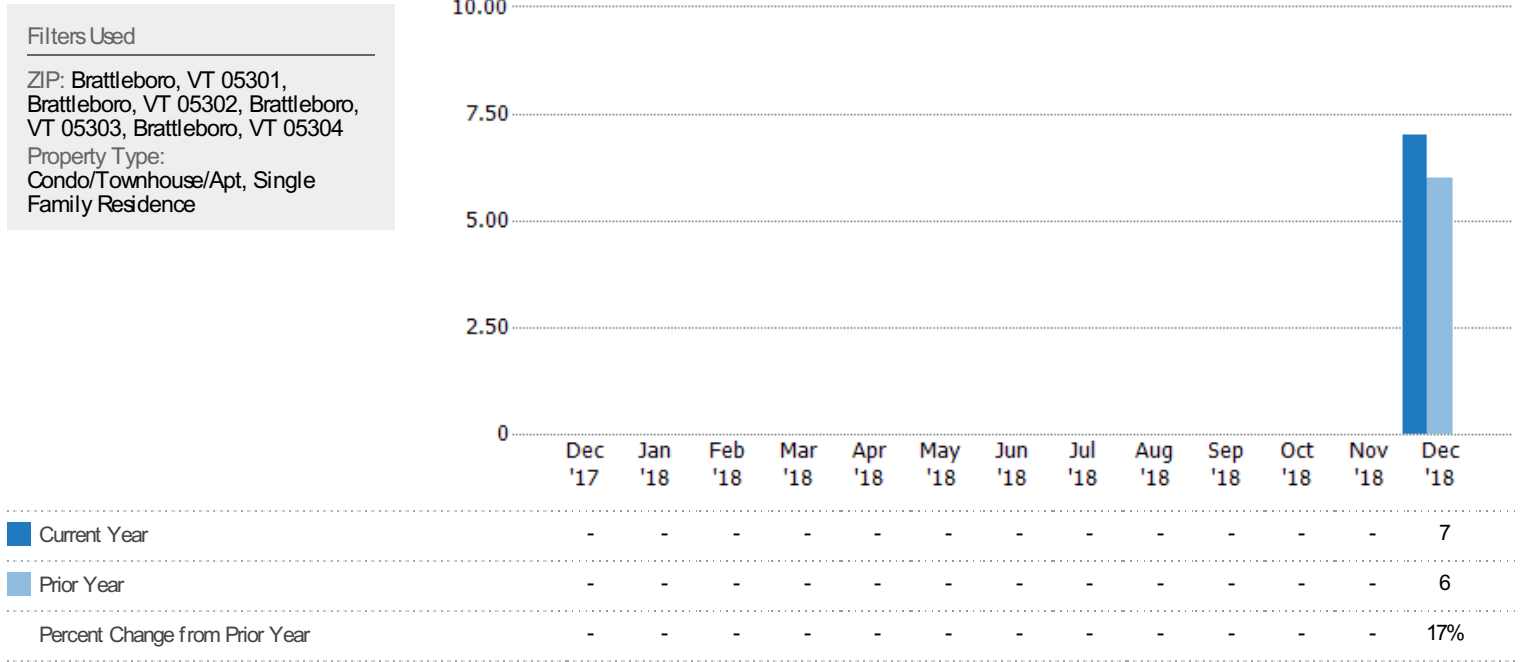 Filters Used
ZIP: Brattleboro, VT 05301,
Brattleboro, VT 05302, Brattleboro,
VT 05303, Brattleboro, VT 05304
Property Type:
Condo/Townhouse/Apt, Single
Family Residence
10.00
7.50
5.00
2.50
0
Dec Jan Feb Mar Apr May Jun Jul Aug Sep Oct Nov Dec
'17 '18 '18 '18 '18 '18 '18 '18 '18 '18 '18 '18 '18
Current Year - - - - - - - - - - - - 7
Prior Year - - - - - - - - - - - - 6
Percent Change from Prior Year - - - - - - - - - - - - 17%